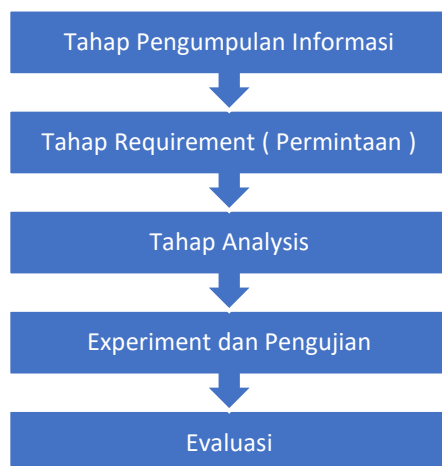 Tahap Pengumpulan Informasi
Tahap Requirement ( Permintaan )
Tahap Analysis
Experiment dan Pengujian
Evaluasi